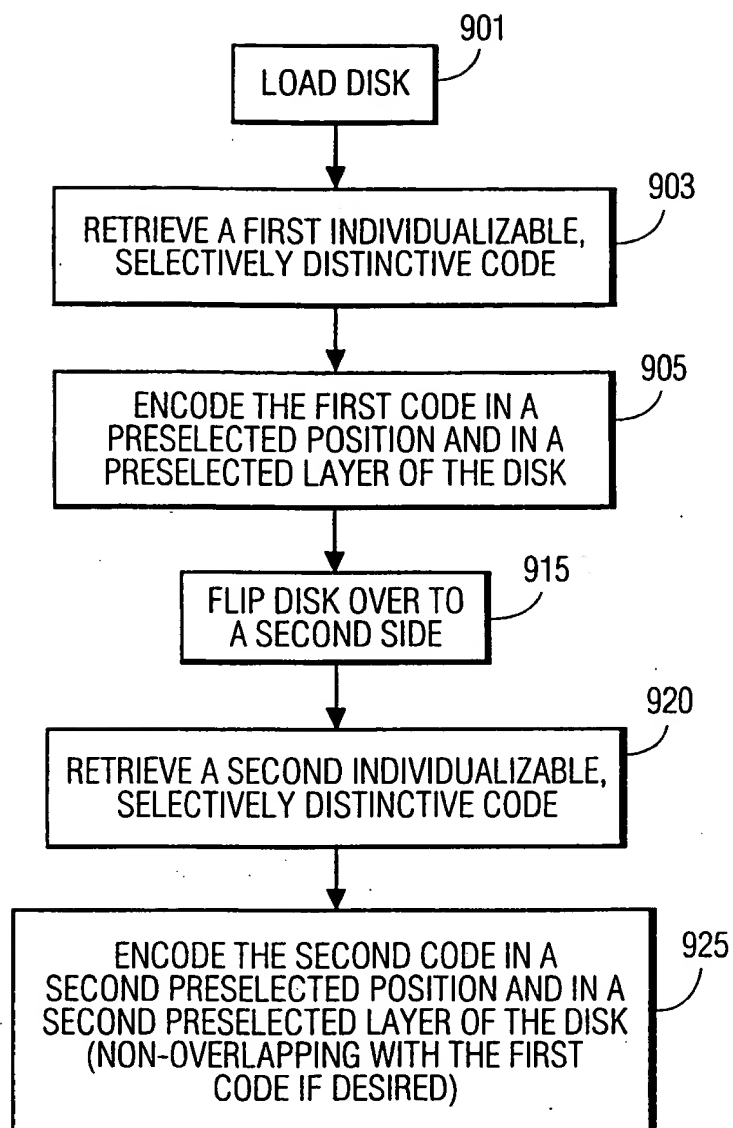 901
LOAD DISK
903
RETRIEVE A FIRST INDIVIDUALIZABLE,
SELECTIVELY DISTINCTIVE CODE
905
ENCODE THE FIRST CODE IN A
PRESELECTED POSITION AND IN A
PRESELECTED LAYER OF THE DISK
915
FLIP DISK OVER TO
A SECOND SIDE
920
RETRIEVE A SECOND INDIVIDUALIZABLE,
SELECTIVELY DISTINCTIVE CODE
925
ENCODE THE SECOND CODE IN A
SECOND PRESELECTED POSITION AND IN A
SECOND PRESELECTED LAYER OF THE DISK
(NON-OVERLAPPING WITH THE FIRST
CODE IF DESIRED)